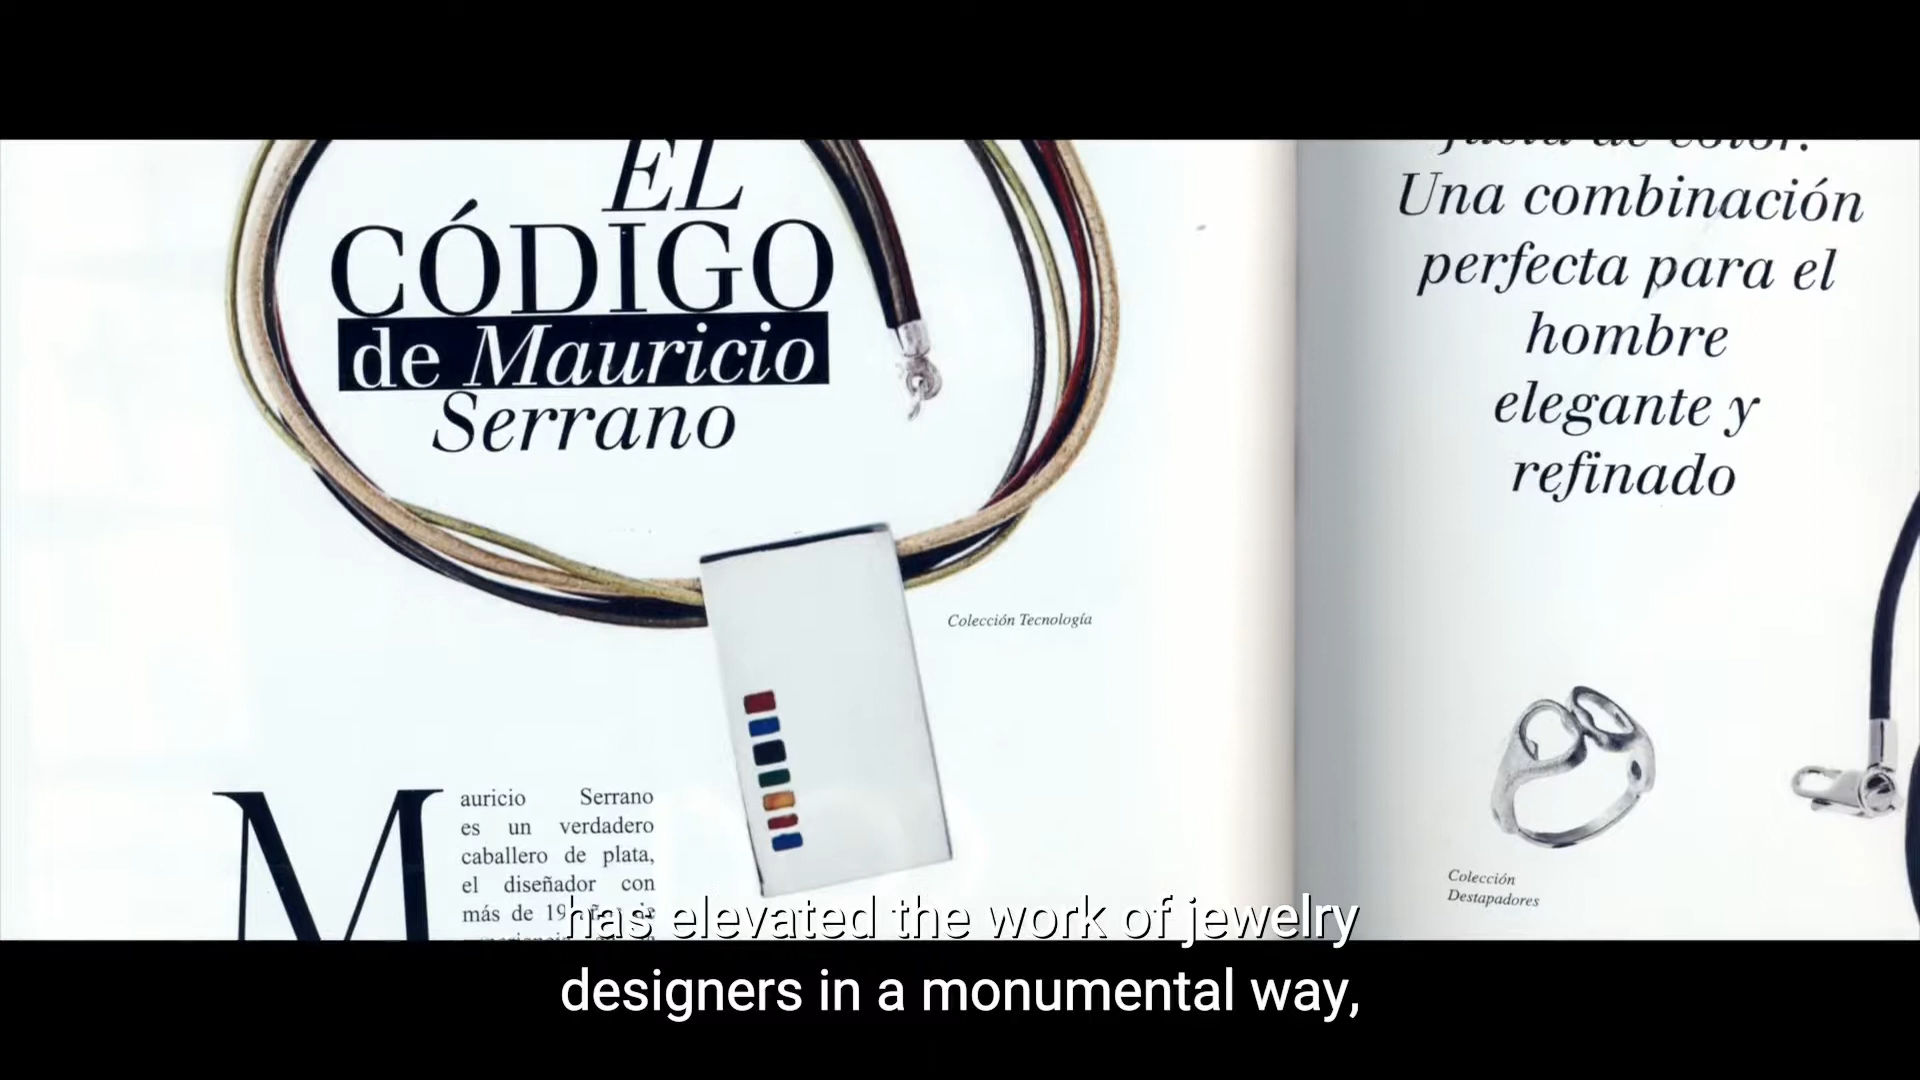 EL
CÓDIGO
de Mauricio
Serrano
Colección Tecnología
Mauricio Serrano
es un verdadero
caballero de plata,
el diseñador con
más de 19
Una combinación
perfecta para el
hombre
elegante y
refinado
Colección
Destapadores
has elevated the work of jewelry
designers in a monumental way,